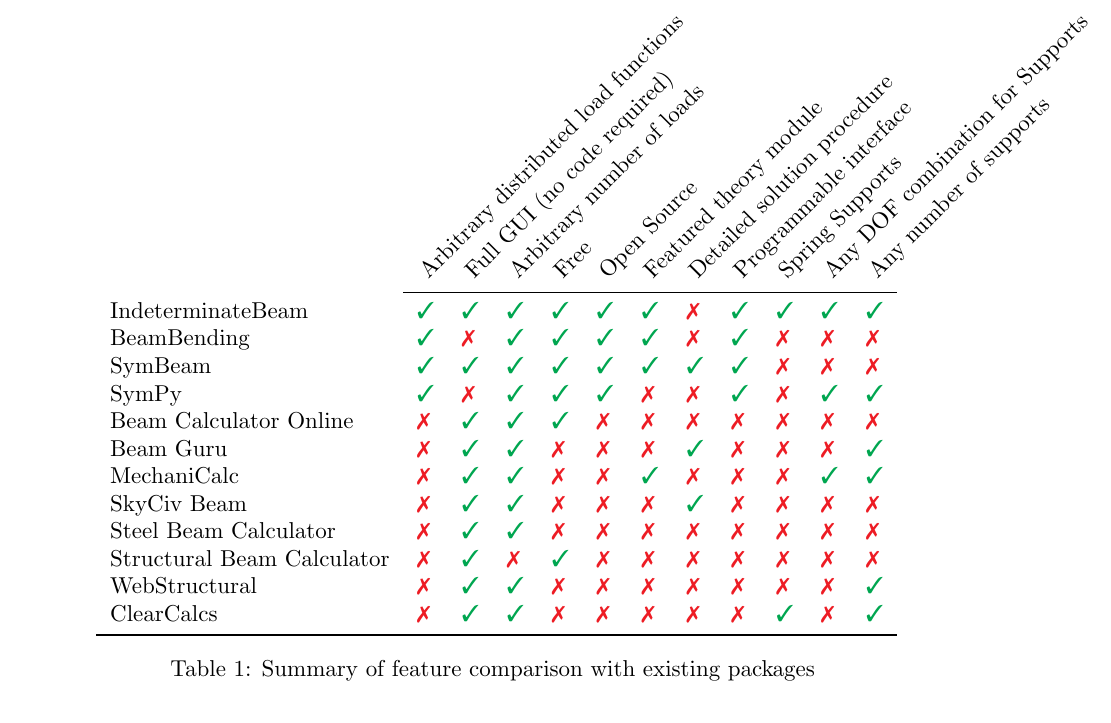 Arbitrary distributed load functions
Full GUI (no code required)
Arbitrary number of loads
Free
Open Source
Featured theory module
Detailed solution procedure
Programmable interface
Spring Supports
Any DOF combination for Supports
Any number of supports
IndeterminateBeam ✓ ✓ ✓ ✓ ✓ ✓ ✗ ✓ ✓ ✓ ✓
BeamBending ✓ ✗ ✓ ✓ ✓ ✓ ✗ ✓ ✗ ✗ ✗
SymBeam ✓ ✓ ✓ ✓ ✓ ✓ ✓ ✓ ✗ ✗ ✗
SymPy ✓ ✗ ✓ ✓ ✓ ✗ ✗ ✓ ✗ ✓ ✓
Beam Calculator Online ✗ ✓ ✓ ✓ ✗ ✗ ✗ ✗ ✗ ✗ ✗
Beam Guru ✗ ✓ ✓ ✗ ✗ ✗ ✓ ✗ ✗ ✗ ✓
MechaniCalc ✗ ✓ ✓ ✗ ✗ ✓ ✗ ✗ ✗ ✓ ✓
SkyCiv Beam ✗ ✓ ✓ ✗ ✗ ✗ ✓ ✗ ✗ ✗ ✗
Steel Beam Calculator ✗ ✓ ✓ ✗ ✗ ✗ ✗ ✗ ✗ ✗ ✗
Structural Beam Calculator ✗ ✓ ✗ ✓ ✗ ✗ ✗ ✗ ✗ ✗ ✗
WebStructural ✗ ✓ ✓ ✗ ✗ ✗ ✗ ✗ ✗ ✗ ✓
ClearCalcs ✗ ✓ ✓ ✗ ✗ ✗ ✗ ✗ ✓ ✗ ✓
Table 1: Summary of feature comparison with existing packages